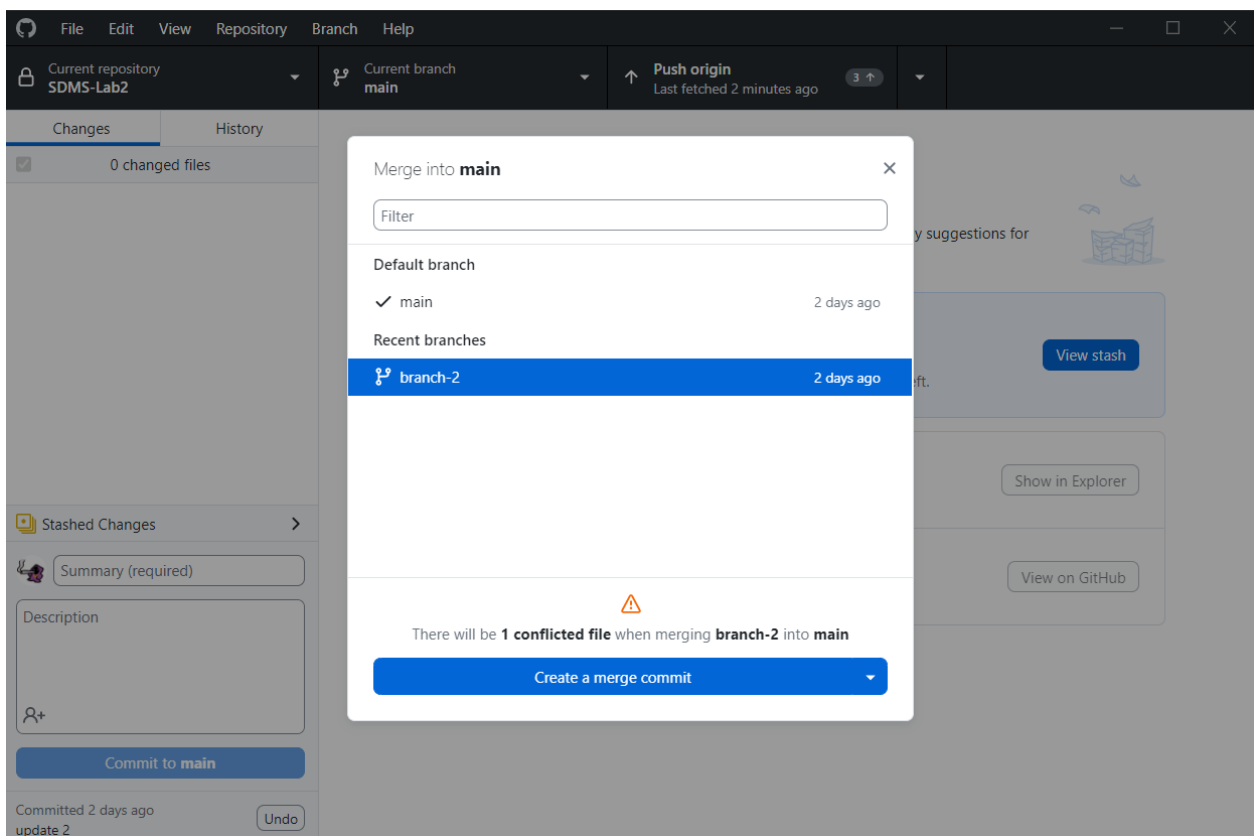 File Edit View Repository Branch Help
Current repository
SDMS-Lab2
Current branch
main
Push origin
Last fetched 2 minutes ago
3 ↑
Changes History
0 changed files
Merge into main
Filter
Default branch
main 2 days ago
Recent branches
branch-2 2 days ago
There will be 1 conflicted file when merging branch-2 into main
Create a merge commit
y suggestions for
View stash
eft.
Show in Explorer
View on GitHub
Stashed Changes
Summary (required)
Description
Commit to main
Committed 2 days ago
update 2
Undo